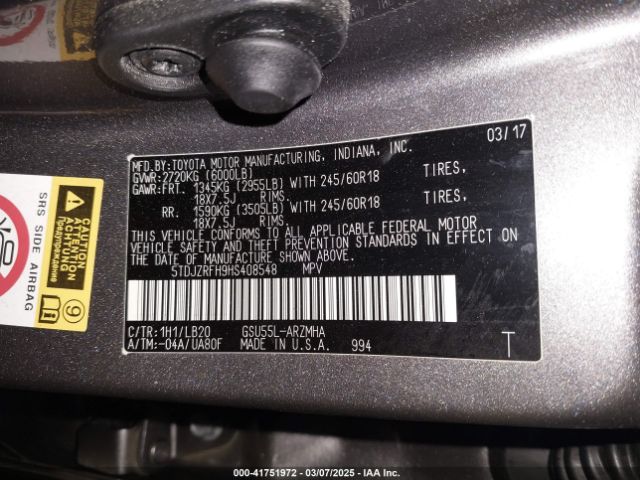 03/17
MFD.BY:TOYOTA MOTOR MANUFACTURING, INDIANA, INC.
GVWR:2720KG (6000LB)
GAWR:FRT. 1345KG (2955LB) WITH 245/60R18 TIRES,
18X7.5J RIMS.
RR. 1590KG (3505LB) WITH 245/60R18 TIRES,
18X7.5J RIMS
THIS VEHICLE CONFORMS TO ALL APPLICABLE FEDERAL MOTOR
VEHICLE SAFETY AND THEFT PREVENTION STANDARDS IN EFFECT ON
THE DATE OF MANUFACTURE SHOWN ABOVE.
5TDJZRFH9HS408548 MPV
C/TR:1H1/LB20 GSU55L-ARZMHA
A/TM:-04A/UA80F MADE IN U.S.A. 994
T
SRS SIDE AIRBAG
CAUTION
ATTENTION
ACHTUNG
9
000-41751972 — 03/07/2025 — IAA Inc.